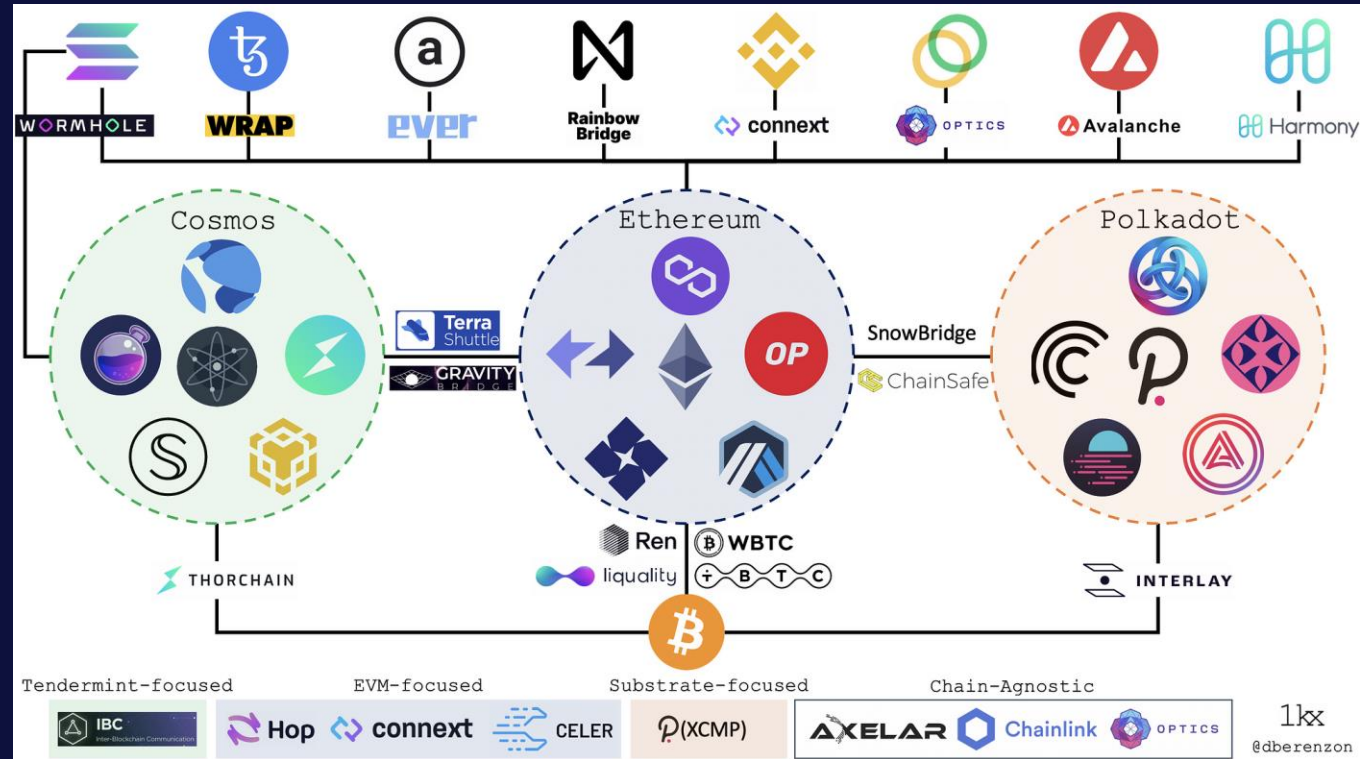 WORMHOLE
WRAP
ever
Rainbow
Bridge
connext
OPTICS
Avalanche
Harmony
a
Cosmos
Ethereum
Polkadot
Terra
Shuttle
GRAVITY
BRIDGE
OP
SnowBridge
ChainSafe
S
THORCHAIN
Ren
WBTC
liquality
TBTC
INTERLAY
Tendermint-focused
EVM-focused
Substrate-focused
Chain-Agnostic
IBC
Inter-Blockchain Communication
Hop
connext
CELER
(XCMP)
AXELAR
Chainlink
OPTICS
1kx
@dberenzon